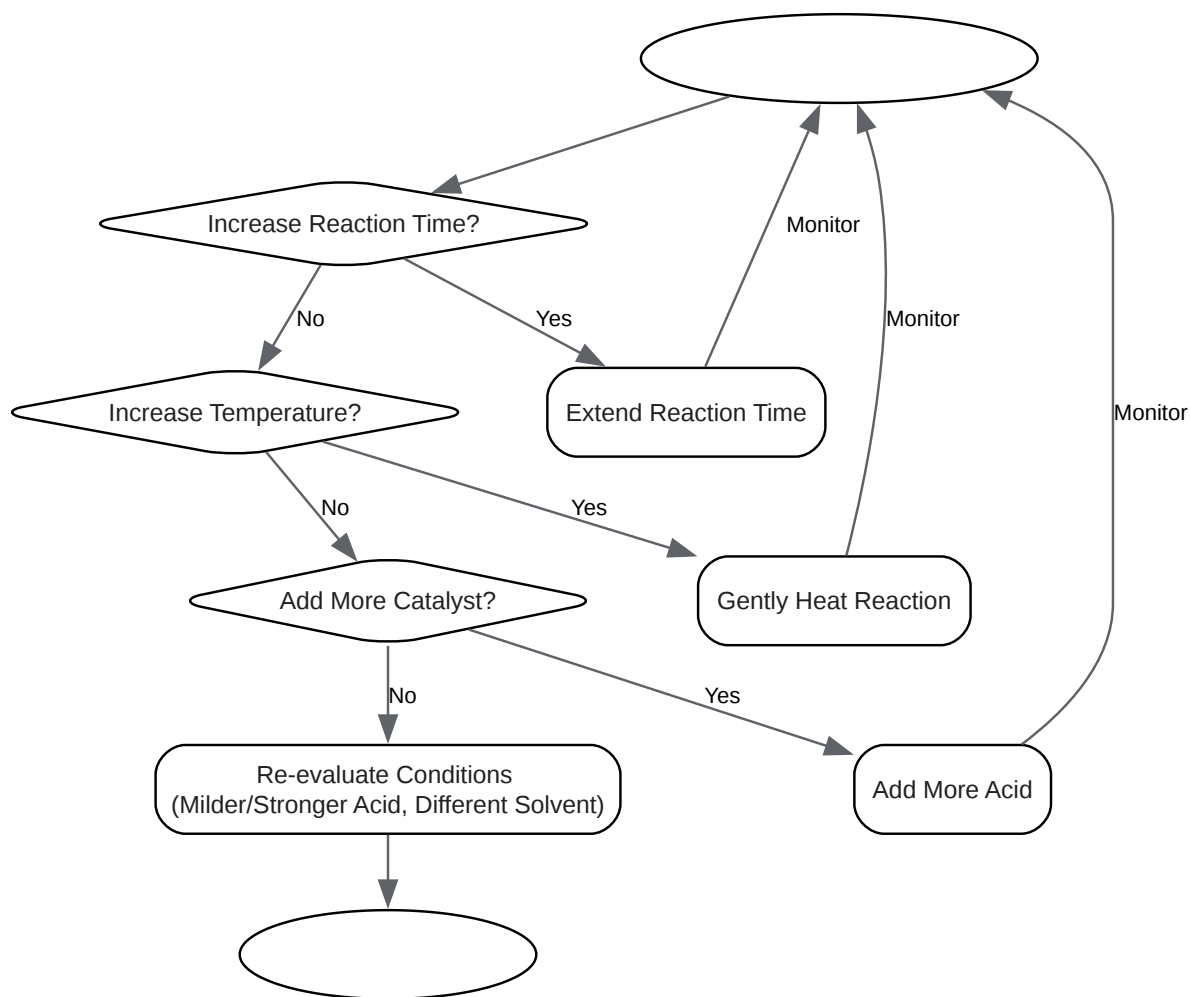 Increase Reaction Time?
Monitor
No
Yes
Monitor
Increase Temperature?
Extend Reaction Time
Monitor
No
Yes
Add More Catalyst?
Gently Heat Reaction
No
Yes
Re-evaluate Conditions
(Milder/Stronger Acid, Different Solvent)
Add More Acid